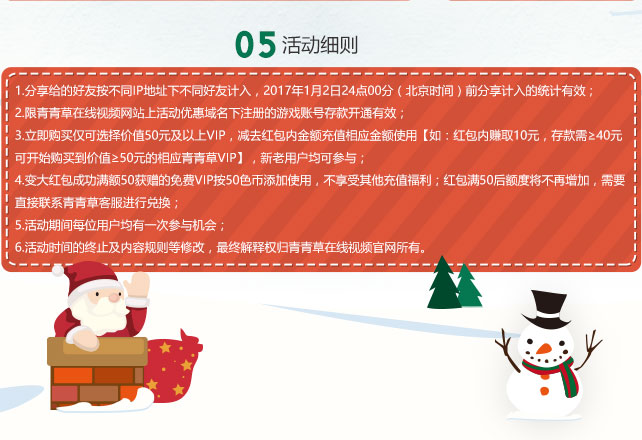 05 活动细则
1.分享给的好友按不同IP地址下不同好友计入，2017年1月2日24点00分（北京时间）前分享计入的统计有效；
2.限青青草在线视频网站上活动优惠域名下注册的游戏账号存款开通有效；
3.立即购买仅可选择价值50元及以上VIP，减去红包内金额充值相应金额使用【如：红包内赚取10元，存款需≥40元
可开始购买到价值≥50元的相应青青草VIP】，新老用户均可参与；
4.变大红包成功满额50获赠的免费VIP按50色币添加使用，不享受其他充值福利；红包满50后额度将不再增加，需要
直接联系青青草客服进行兑换；
5.活动期间每位用户均有一次参与机会；
6.活动时间的终止及内容规则等修改，最终解释权归青青草在线视频官网所有。